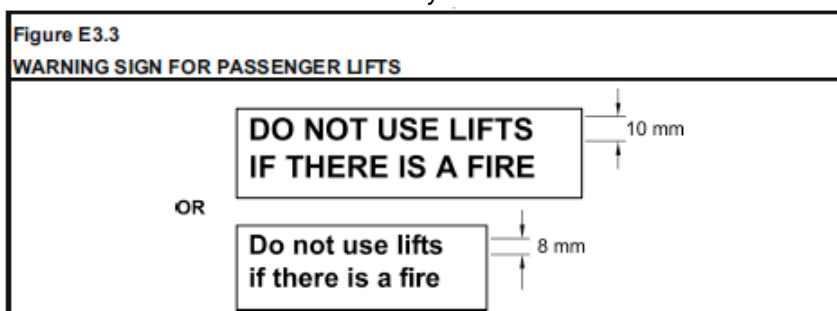 Figure E3.3
WARNING SIGN FOR PASSENGER LIFTS
DO NOT USE LIFTS
IF THERE IS A FIRE
10 mm
OR
Do not use lifts
if there is a fire
8 mm